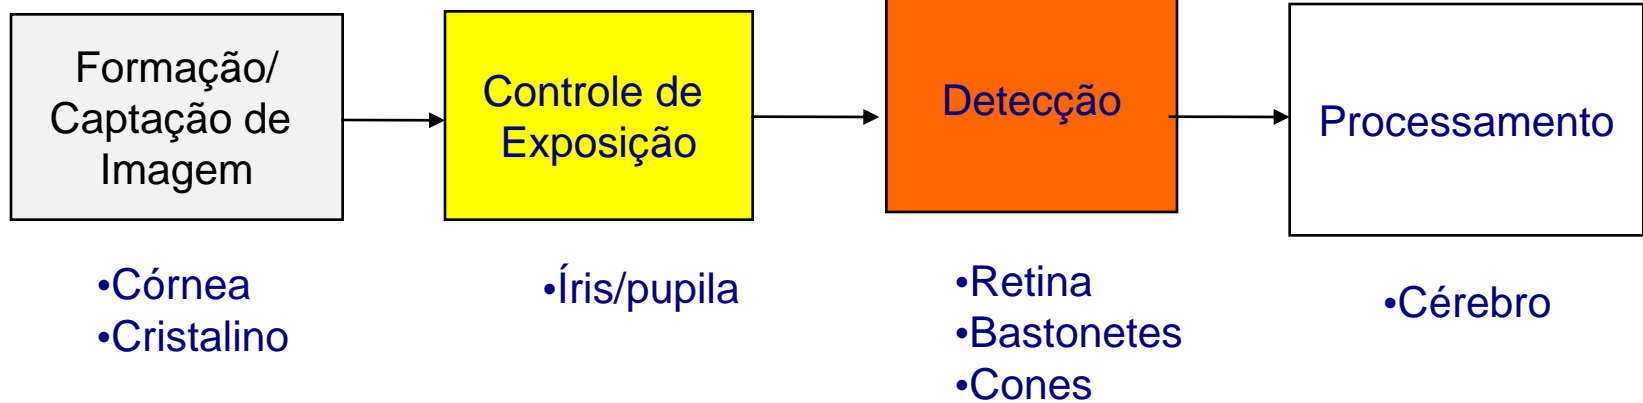 Formação/
Captação de
Imagem
Controle de
Exposição
Detecção
Processamento
•Córnea
•Cristalino
•Íris/pupila
•Retina
•Bastonetes
•Cones
•Cérebro